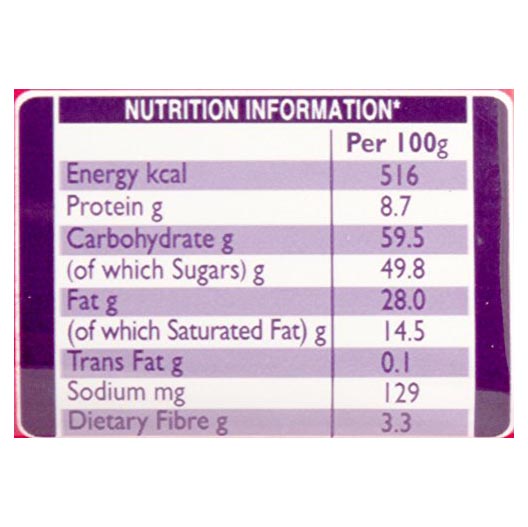 NUTRITION INFORMATION*
Per 100g
Energy kcal 516
Protein g 8.7
Carbohydrate g 59.5
(of which Sugars) g 49.8
Fat g 28.0
(of which Saturated Fat) g 14.5
Trans Fat g 0.1
Sodium mg 129
Dietary Fibre g 3.3